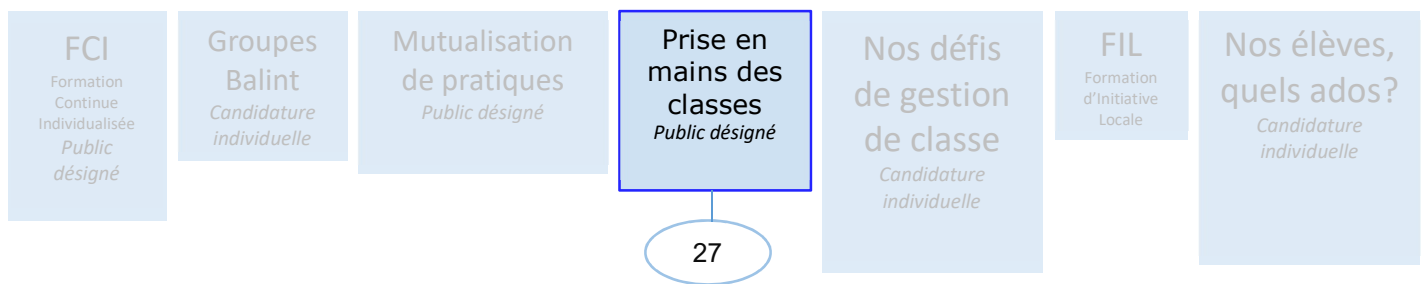 FCI
Formation
Continue
Individualisée
Public
désigné
Groupes
Balint
Candidature
individuelle
Mutualisation
de pratiques
Public désigné
Prise en
mains des
classes
Public désigné
27
Nos défis
de gestion
de classe
Candidature
individuelle
FIL
Formation
d'Initiative
Locale
Nos élèves,
quels ados?
Candidature
individuelle